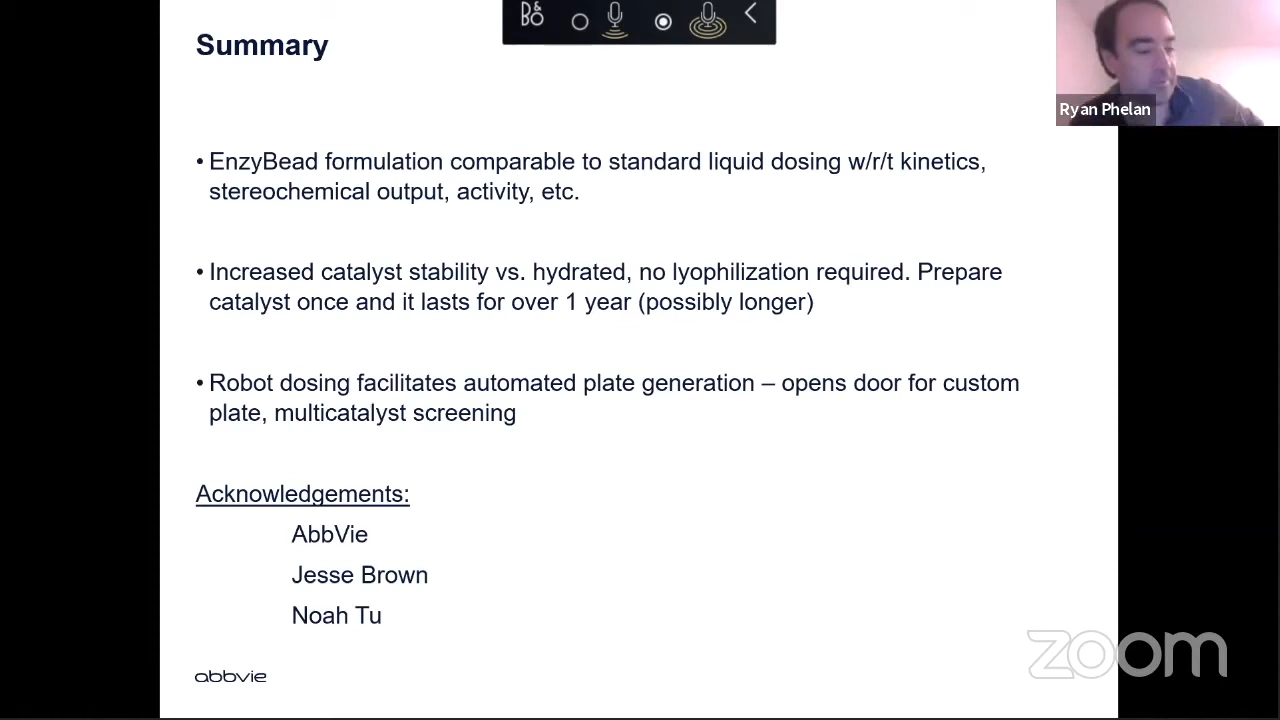 B&O
Summary
Ryan Phelan
• EnzyBead formulation comparable to standard liquid dosing w/r/t kinetics,
stereochemical output, activity, etc.
• Increased catalyst stability vs. hydrated, no lyophilization required. Prepare
catalyst once and it lasts for over 1 year (possibly longer)
• Robot dosing facilitates automated plate generation – opens door for custom
plate, multicatalyst screening
Acknowledgements:
AbbVie
Jesse Brown
Noah Tu
abbvie
zoom